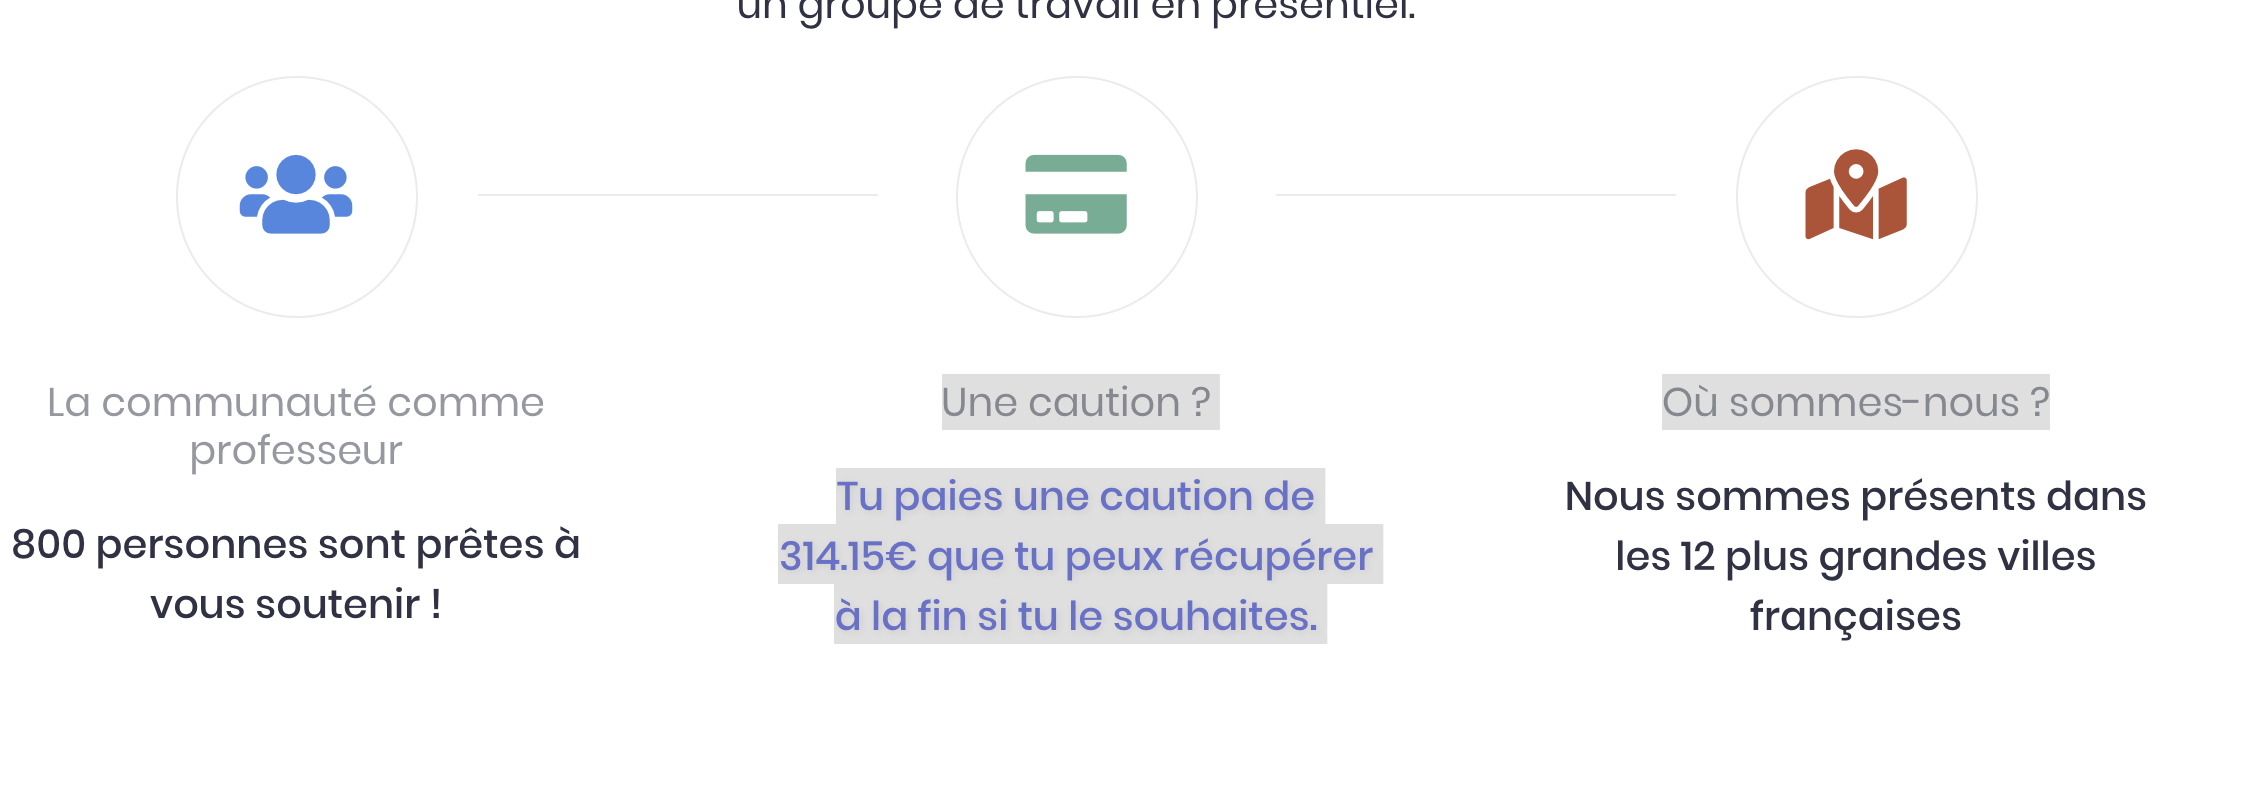 un groupe de travail en présentiel.
La communauté comme
professeur
800 personnes sont prêtes à
vous soutenir !
Une caution ?
Tu paies une caution de
314.15€ que tu peux récupérer
à la fin si tu le souhaites.
Où sommes-nous ?
Nous sommes présents dans
les 12 plus grandes villes
françaises